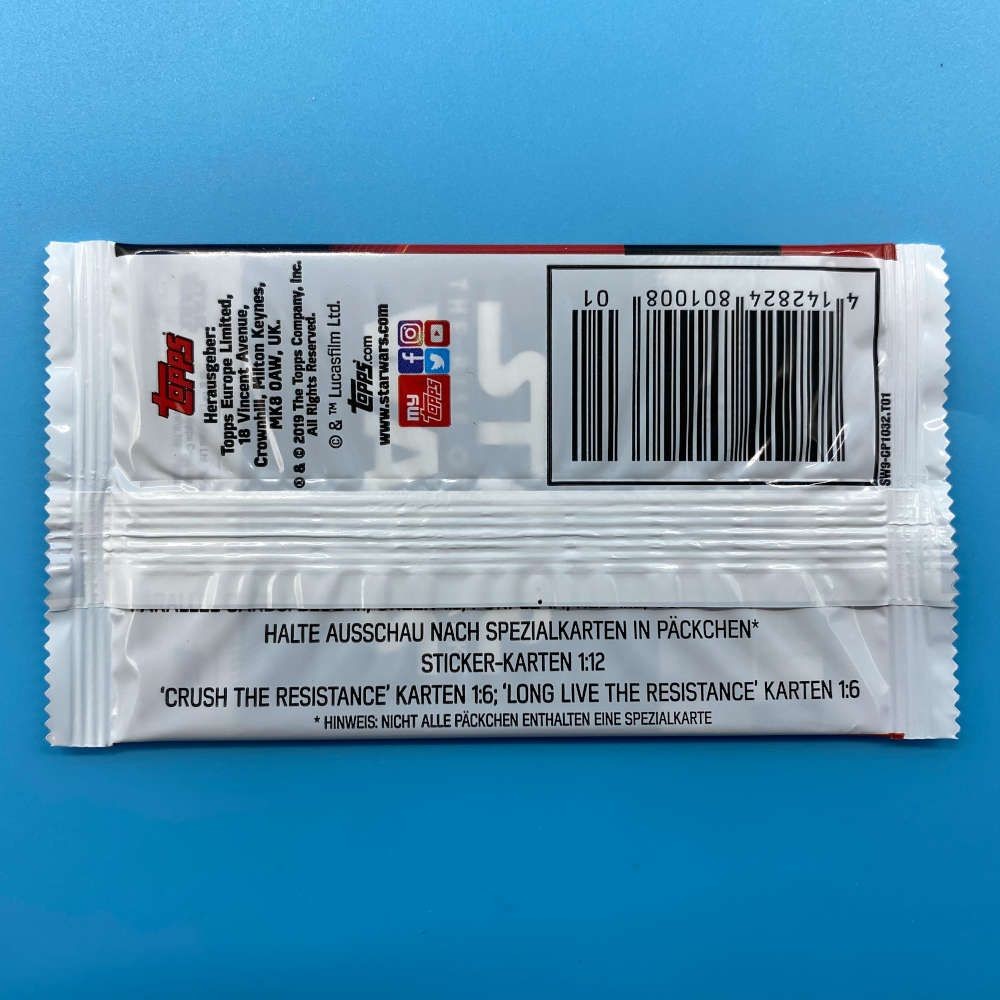 Topps
Herausgeber:
Topps Europe Limited,
18 Vincent Avenue,
Crownhill, Milton Keynes,
MK8 0AW, UK.
® & © 2019 The Topps Company, Inc.
All Rights Reserved.
© & ™ Lucasfilm Ltd.
Topps.com
www.starwars.com
my
Topps
4 142824 801008
01
SW9-CP1032.T01
HALTE AUSSCHAU NACH SPEZIALKARTEN IN PÄCKCHEN*
STICKER-KARTEN 1:12
'CRUSH THE RESISTANCE' KARTEN 1:6; 'LONG LIVE THE RESISTANCE' KARTEN 1:6
* HINWEIS: NICHT ALLE PÄCKCHEN ENTHALTEN EINE SPEZIALKARTE